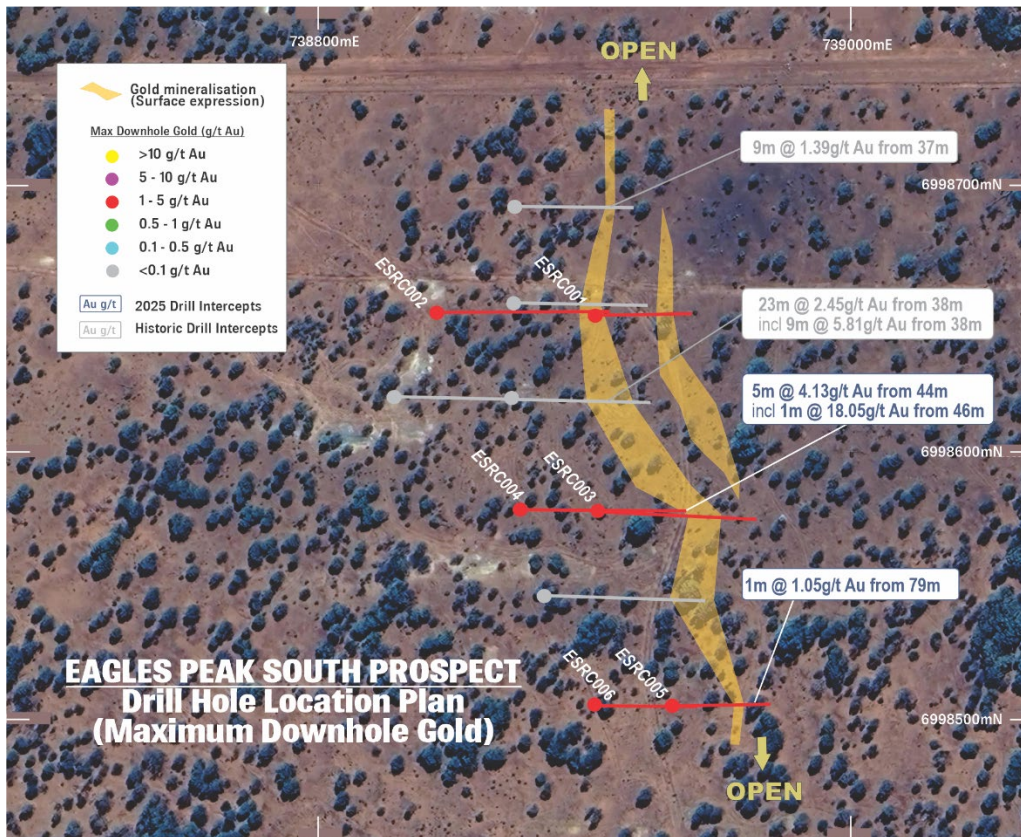 738800mE
739000mE
OPEN
Gold mineralisation
(Surface expression)
Max Downhole Gold (g/t Au)
>10 g/t Au
5 - 10 g/t Au
1 - 5 g/t Au
0.5 - 1 g/t Au
0.1 - 0.5 g/t Au
<0.1 g/t Au
Au g/t 2025 Drill Intercepts
Au g/t Historic Drill Intercepts
9m @ 1.39g/t Au from 37m
6998700mN
ESRC002
ESRC001
23m @ 2.45g/t Au from 38m
incl 9m @ 5.81g/t Au from 38m
5m @ 4.13g/t Au from 44m
incl 1m @ 18.05g/t Au from 46m
6998600mN
ESRC004
ESRC003
1m @ 1.05g/t Au from 79m
EAGLES PEAK SOUTH PROSPECT
Drill Hole Location Plan
(Maximum Downhole Gold)
ESRC006
ESRC005
6998500mN
OPEN